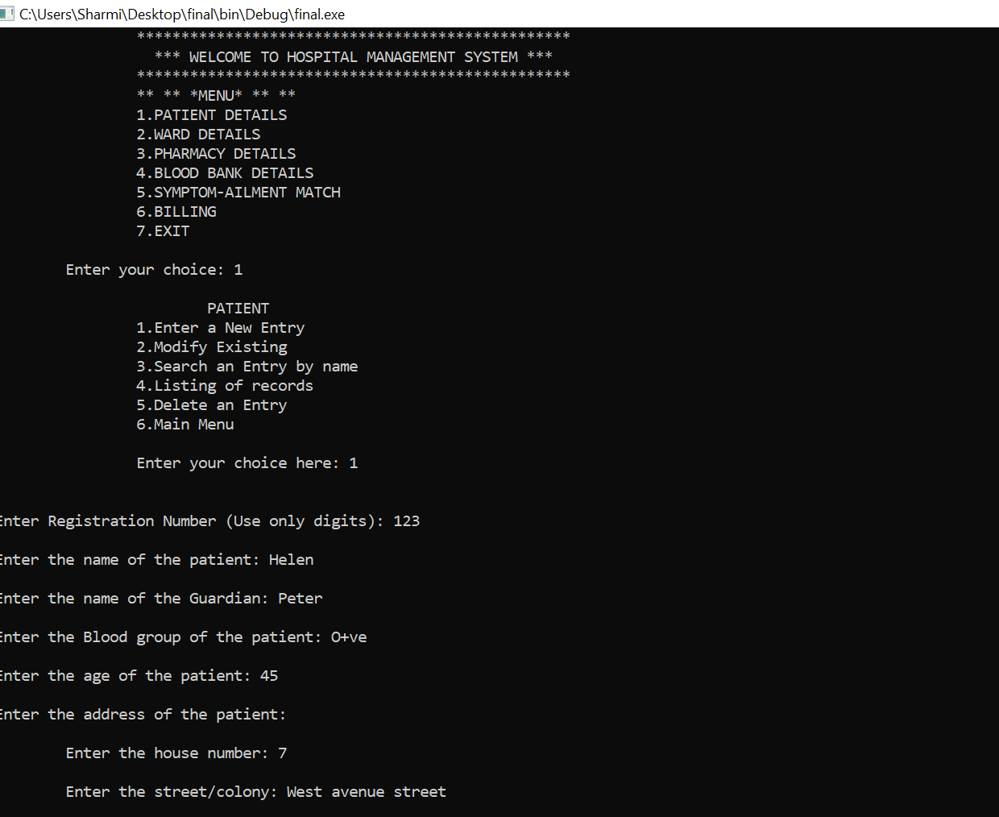 C:\Users\Sharmi\Desktop\final\bin\Debug\final.exe
*************************************************
*** WELCOME TO HOSPITAL MANAGEMENT SYSTEM ***
*************************************************
** ** *MENU* ** **
1.PATIENT DETAILS
2.WARD DETAILS
3.PHARMACY DETAILS
4.BLOOD BANK DETAILS
5.SYMPTOM-AILMENT MATCH
6.BILLING
7.EXIT
Enter your choice: 1
PATIENT
1.Enter a New Entry
2.Modify Existing
3.Search an Entry by name
4.Listing of records
5.Delete an Entry
6.Main Menu
Enter your choice here: 1
Enter Registration Number (Use only digits): 123
Enter the name of the patient: Helen
Enter the name of the Guardian: Peter
Enter the Blood group of the patient: O+ve
Enter the age of the patient: 45
Enter the address of the patient:
Enter the house number: 7
Enter the street/colony: West avenue street